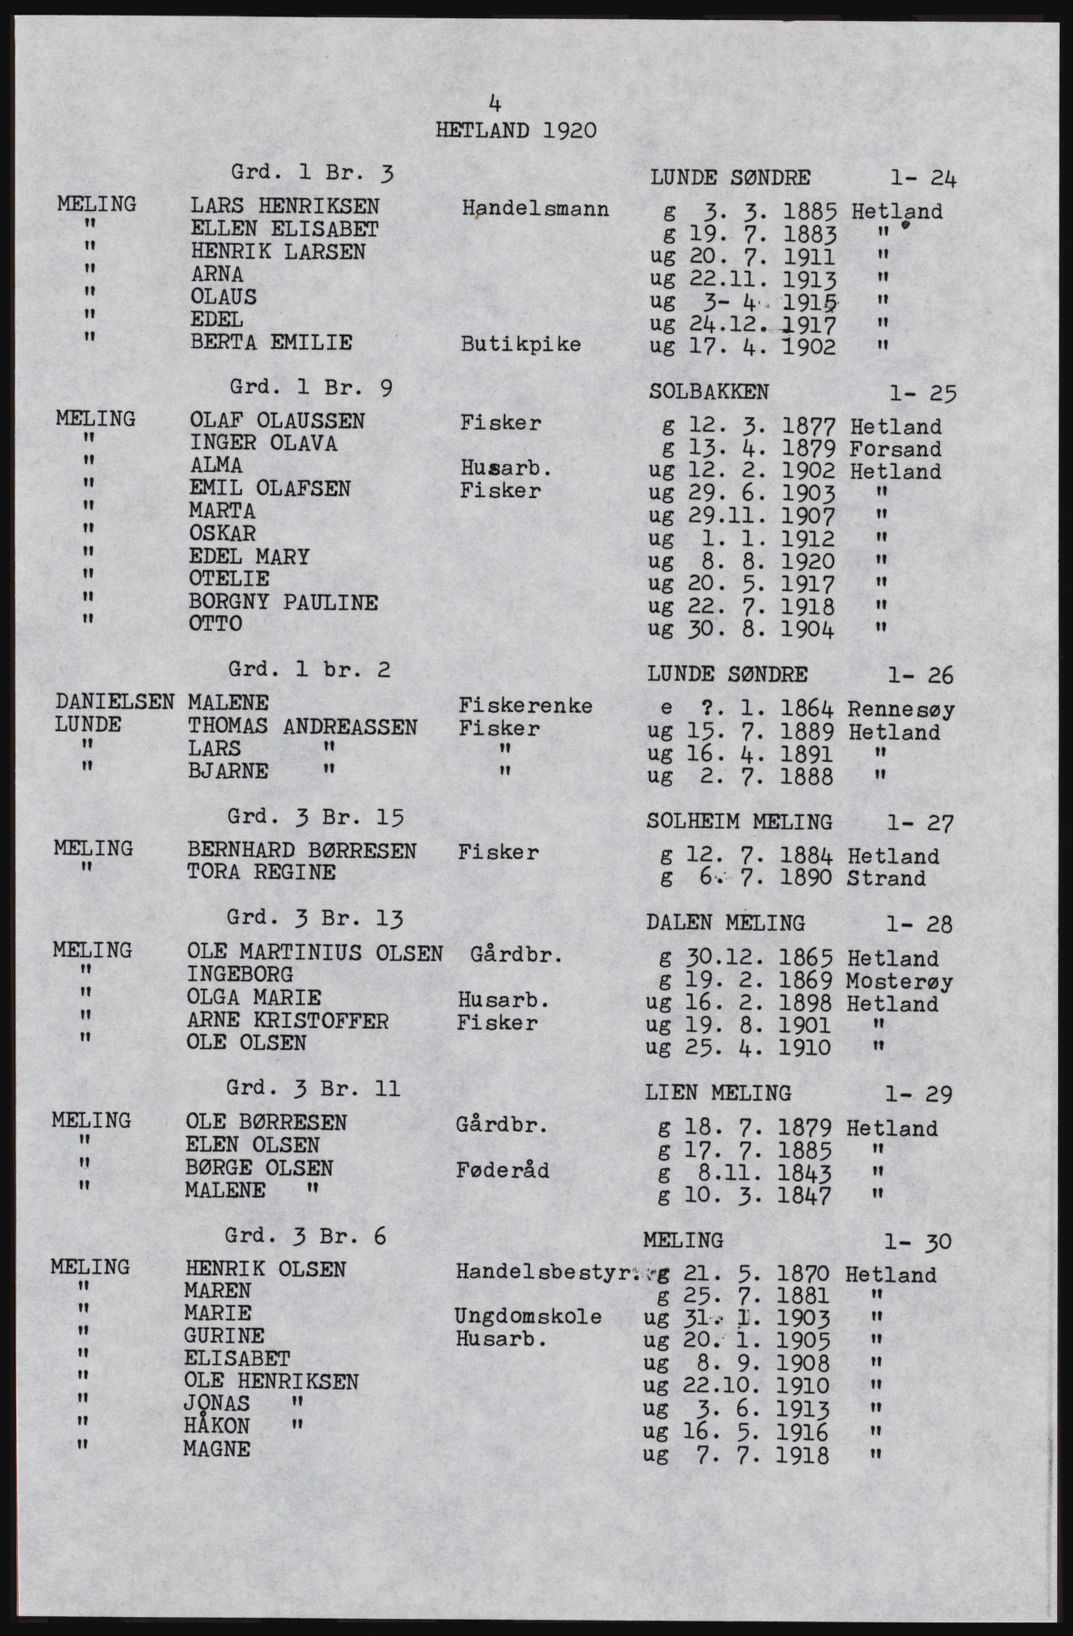 4
HETLAND 1920
Grd. 1 Br. 3 LUNDE SØNDRE 1- 24
MELING LARS HENRIKSEN Handelsmann g 3. 3. 1885 Hetland
" ELLEN ELISABET g 19. 7. 1883 "
" HENRIK LARSEN ug 20. 7. 1911 "
" ARNA ug 22.11. 1913 "
" OLAUS ug 3- 4. 1915 "
" EDEL ug 24.12. 1917 "
" BERTA EMILIE Butikpike ug 17. 4. 1902 "
Grd. 1 Br. 9 SOLBAKKEN 1- 25
MELING OLAF OLAUSSEN Fisker g 12. 3. 1877 Hetland
" INGER OLAVA g 13. 4. 1879 Forsand
" ALMA Husarb. ug 12. 2. 1902 Hetland
" EMIL OLAFSEN Fisker ug 29. 6. 1903 "
" MARTA ug 29.11. 1907 "
" OSKAR ug 1. 1. 1912 "
" EDEL MARY ug 8. 8. 1920 "
" OTELIE ug 20. 5. 1917 "
" BORGNY PAULINE ug 22. 7. 1918 "
" OTTO ug 30. 8. 1904 "
Grd. 1 br. 2 LUNDE SØNDRE 1- 26
DANIELSEN MALENE Fiskerenke e ?. 1. 1864 Rennesøy
LUNDE THOMAS ANDREASSEN Fisker ug 15. 7. 1889 Hetland
" LARS " " ug 16. 4. 1891 "
" BJARNE " " ug 2. 7. 1888 "
Grd. 3 Br. 15 SOLHEIM MELING 1- 27
MELING BERNHARD BØRRESEN Fisker g 12. 7. 1884 Hetland
" TORA REGINE g 6. 7. 1890 Strand
Grd. 3 Br. 13 DALEN MELING 1- 28
MELING OLE MARTINIUS OLSEN Gårdbr. g 30.12. 1865 Hetland
" INGEBORG g 19. 2. 1869 Mosterøy
" OLGA MARIE Husarb. ug 16. 2. 1898 Hetland
" ARNE KRISTOFFER Fisker ug 19. 8. 1901 "
" OLE OLSEN ug 25. 4. 1910 "
Grd. 3 Br. 11 LIEN MELING 1- 29
MELING OLE BØRRESEN Gårdbr. g 18. 7. 1879 Hetland
" ELEN OLSEN g 17. 7. 1885 "
" BØRGE OLSEN Føderåd g 8.11. 1843 "
" MALENE " g 10. 3. 1847 "
Grd. 3 Br. 6 MELING 1- 30
MELING HENRIK OLSEN Handelsbestyr. g 21. 5. 1870 Hetland
" MAREN g 25. 7. 1881 "
" MARIE Ungdomskole ug 31. 1. 1903 "
" GURINE Husarb. ug 20. 1. 1905 "
" ELISABET ug 8. 9. 1908 "
" OLE HENRIKSEN ug 22.10. 1910 "
" JONAS " ug 3. 6. 1913 "
" HÅKON " ug 16. 5. 1916 "
" MAGNE ug 7. 7. 1918 "